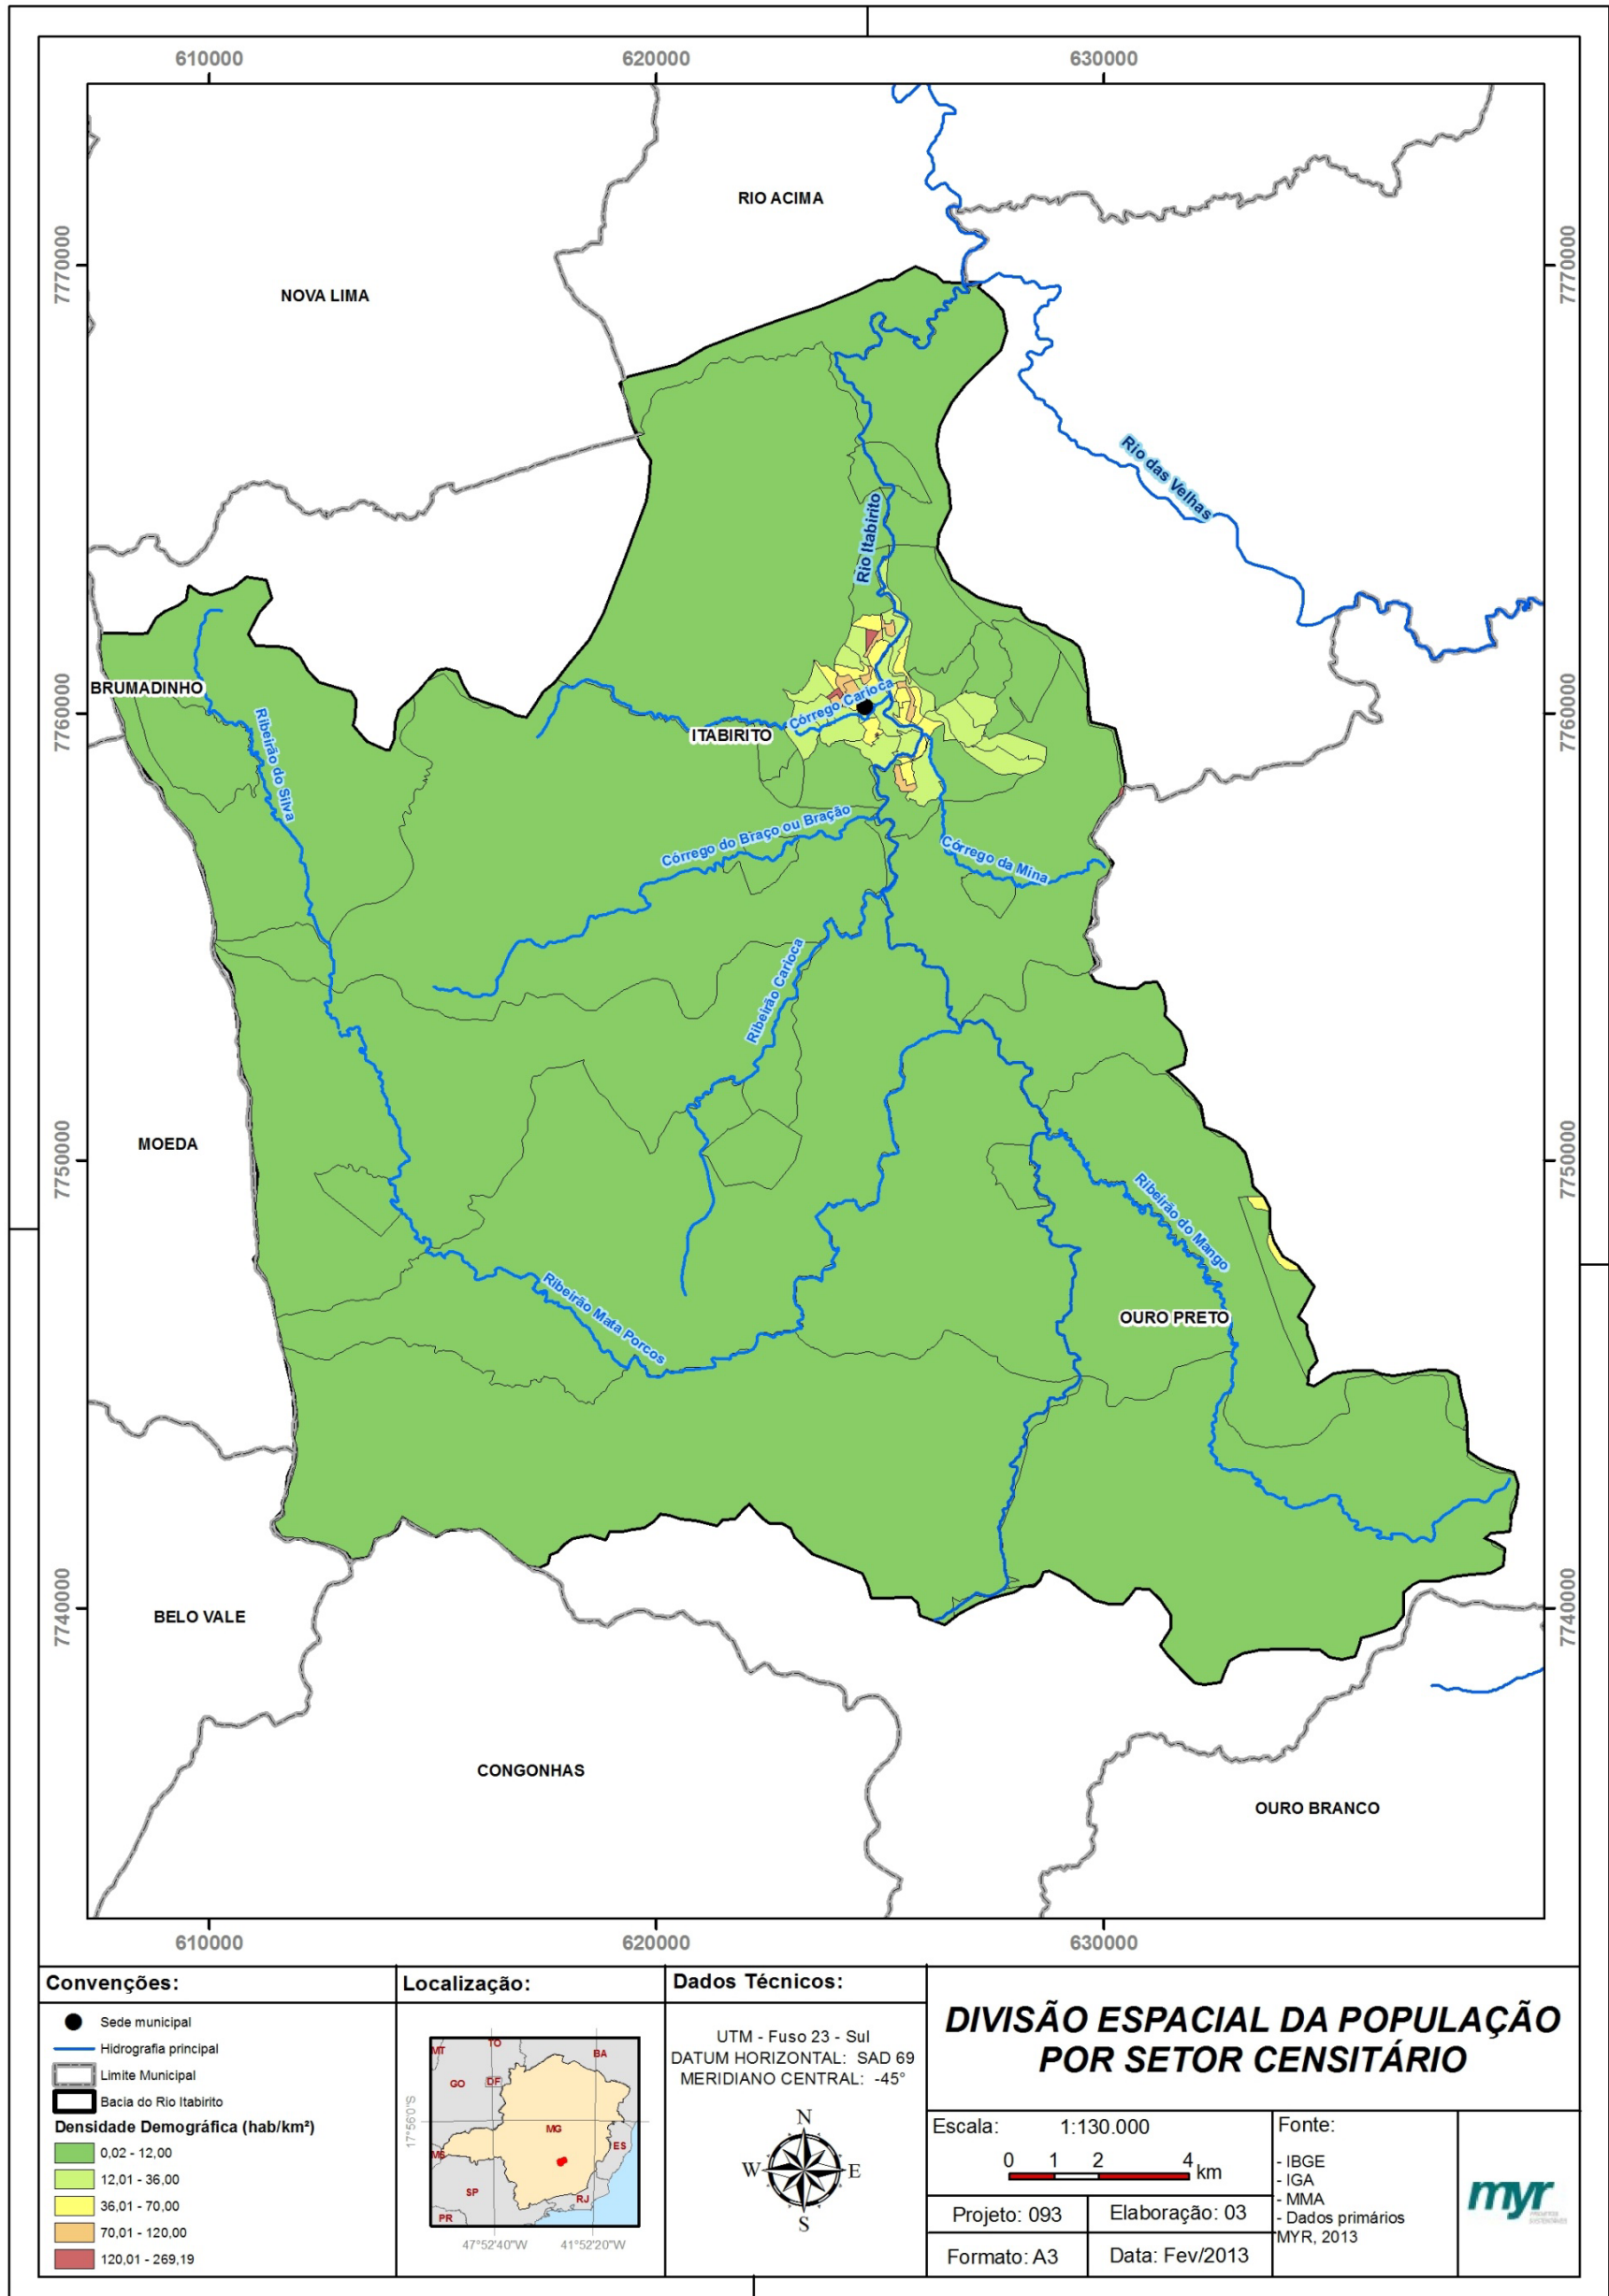 610000
620000
630000
RIO ACIMA
7770000
7770000
NOVA LIMA
Rio das Velhas
Rio Itabirito
BRUMADINHO
Córrego Carioca
7760000
7760000
ITABIRITO
Ribeirão do Silva
Córrego do Braço ou Bração
Córrego da Mina
Ribeirão Carioca
MOEDA
7750000
7750000
Ribeirão do Mango
Ribeirão Mata Porcos
OURO PRETO
BELO VALE
7740000
7740000
CONGONHAS
OURO BRANCO
610000
620000
630000
Convenções:
Sede municipal
Hidrografia principal
Limite Municipal
Bacia do Rio Itabirito
Densidade Demográfica (hab/km²)
0,02 - 12,00
12,01 - 36,00
36,01 - 70,00
70,01 - 120,00
120,01 - 269,19
Localização:
MT
TO
BA
GO
DF
MG
MS
ES
SP
RJ
PR
17°56'0"S
47°52'40"W
41°52'20"W
Dados Técnicos:
UTM - Fuso 23 - Sul
DATUM HORIZONTAL: SAD 69
MERIDIANO CENTRAL: -45°
N
W
E
S
DIVISÃO ESPACIAL DA POPULAÇÃO
POR SETOR CENSITÁRIO
Escala: 1:130.000
0 1 2 4 km
Projeto: 093
Elaboração: 03
Formato: A3
Data: Fev/2013
Fonte:
- IBGE
- IGA
- MMA
- Dados primários
MYR, 2013
myr